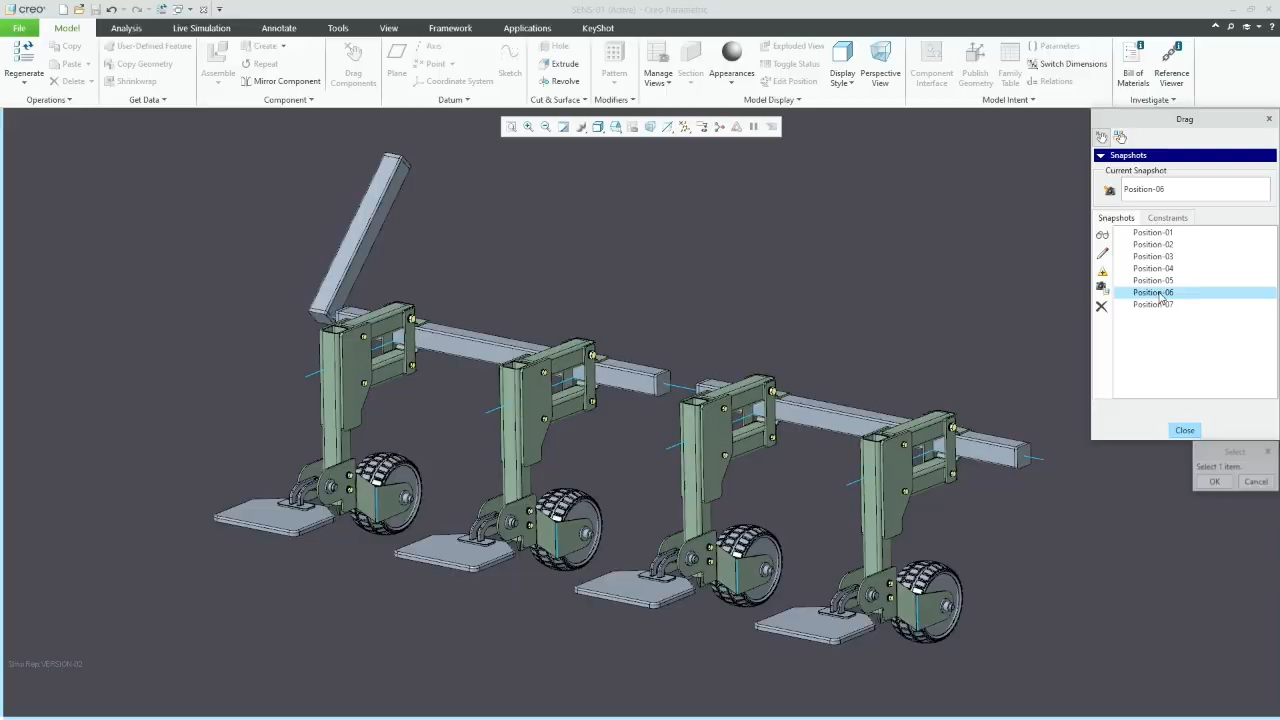 creo
SENS-01 (Active) - Creo Parametric
File Model Analysis Live Simulation Annotate Tools View Framework Applications KeyShot
Regenerate
Copy
Paste
Delete
Operations
User-Defined Feature
Copy Geometry
Shrinkwrap
Get Data
Assemble
Create
Repeat
Mirror Component
Drag
Components
Component
Plane
Axis
Point
Coordinate System
Sketch
Datum
Hole
Extrude
Revolve
Cut & Surface
Pattern
Modifiers
Manage
Views
Section
Appearances
Exploded View
Toggle Status
Edit Position
Display
Style
Perspective
View
Model Display
Component
Interface
Publish
Geometry
Family
Table
Parameters
Switch Dimensions
Relations
Model Intent
Bill of
Materials
Reference
Viewer
Investigate
Drag
Snapshots
Current Snapshot
Position-06
Snapshots Constraints
Position-01
Position-02
Position-03
Position-04
Position-05
Position-06
Position-07
Close
Select
Select 1 item.
OK Cancel
Simp Rep:VERSION-02